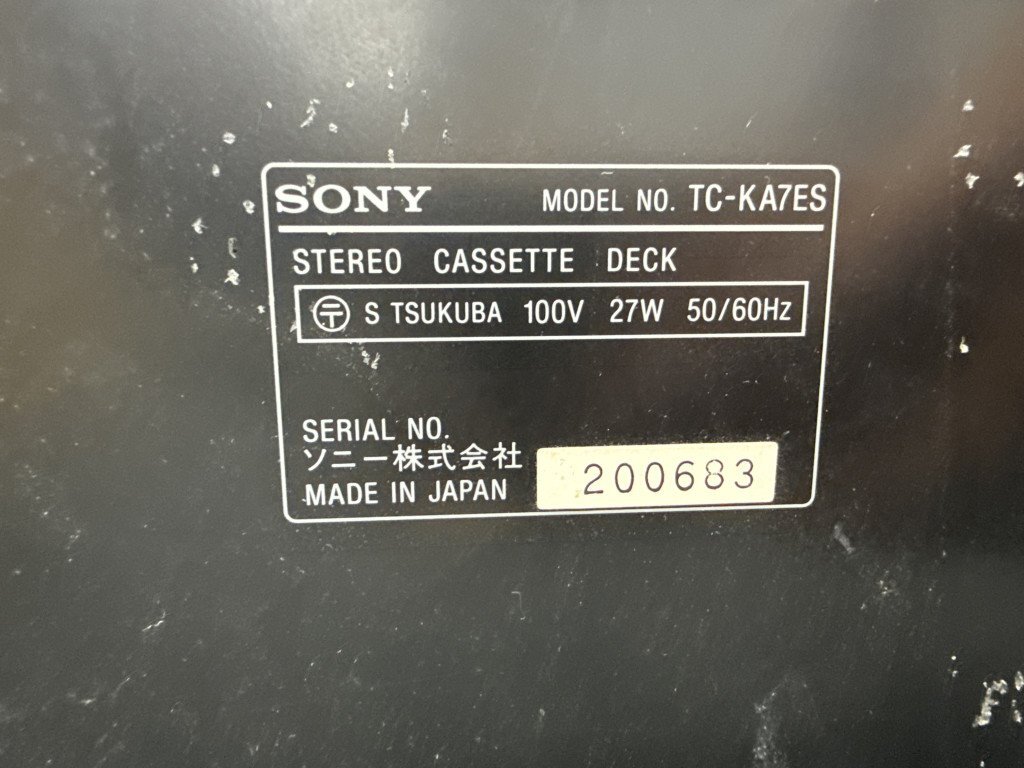 SONY MODEL NO. TC-KA7ES
STEREO CASSETTE DECK
〒 S TSUKUBA 100V 27W 50/60Hz
SERIAL NO.
ソニー株式会社
MADE IN JAPAN 200683